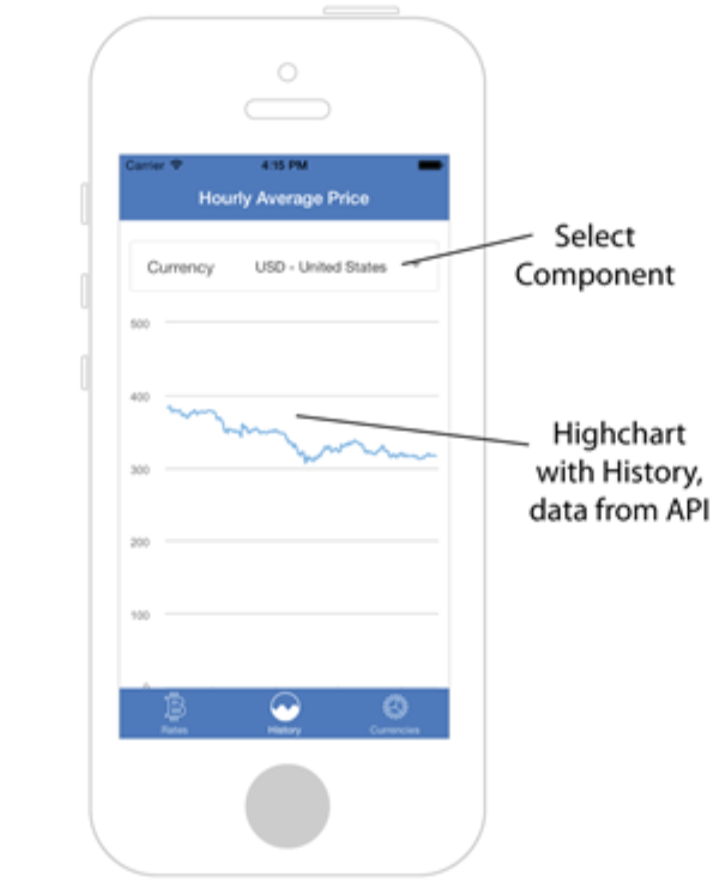 Carrier 4:15 PM
Hourly Average Price
Currency USD - United States
Select
Component
500
400
Highchart
with History,
data from API
300
200
100
Rates History Currencies